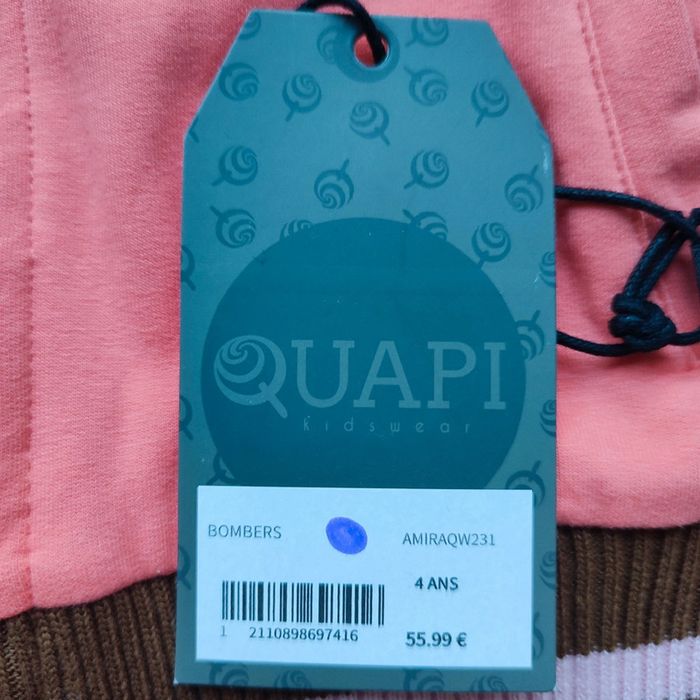 QUAPI
kidswear
BOMBERS
AMIRAQW231
4 ANS
1 2110898697416
55.99 €